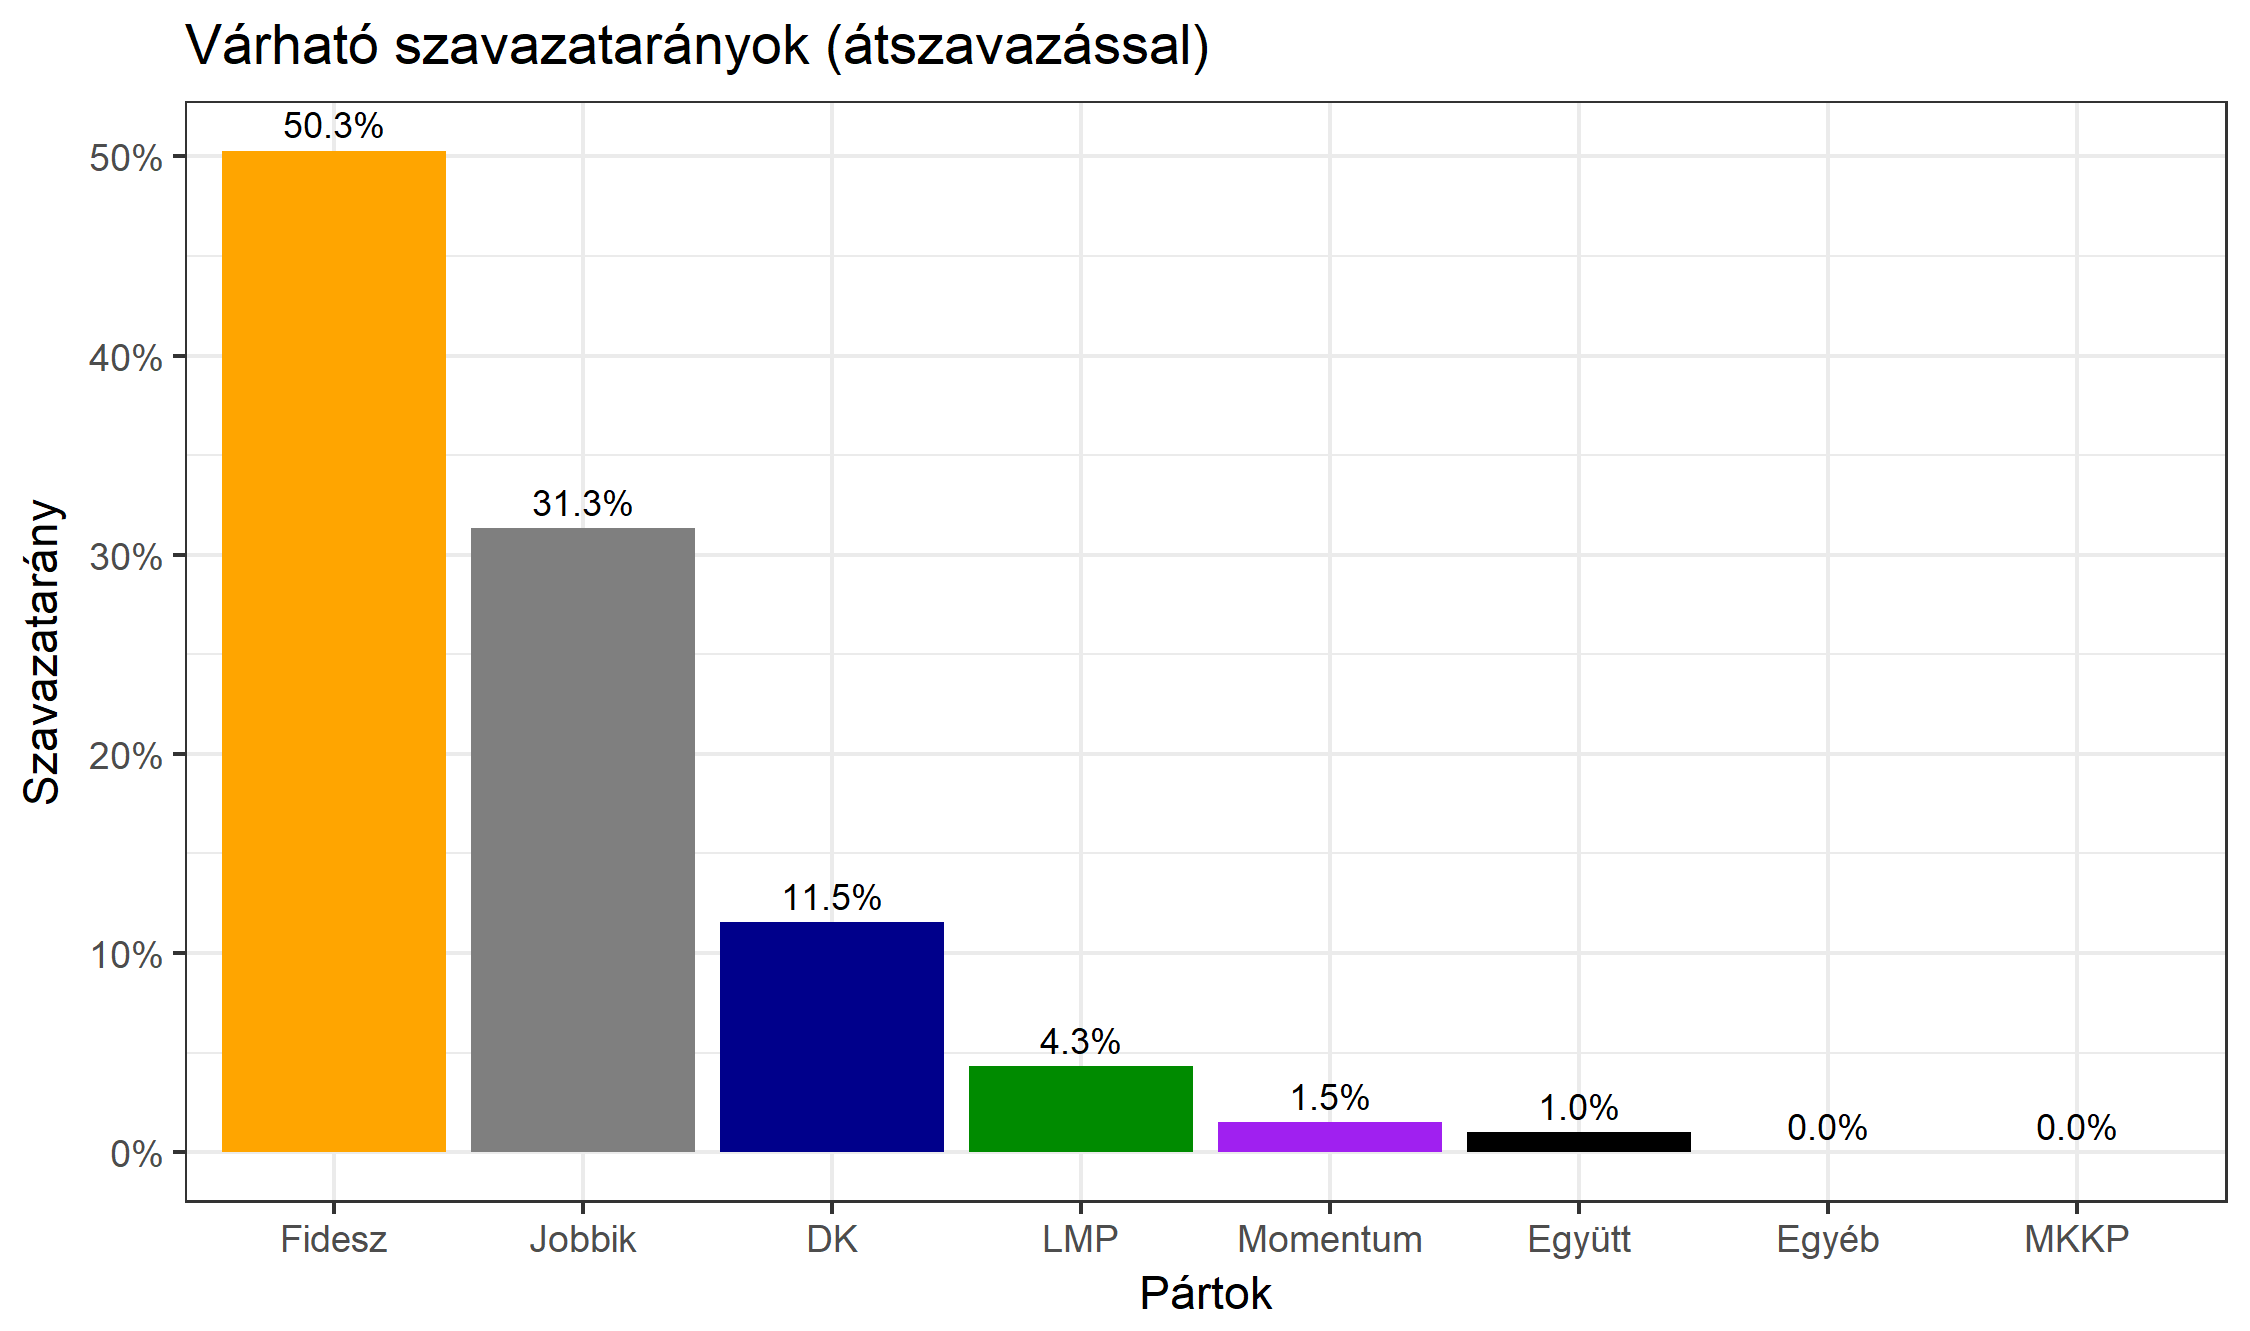 Várható szavazatarányok (átszavazással)
50.3%
31.3%
11.5%
4.3%
1.5%
1.0%
0.0%
0.0%
50%
40%
30%
20%
10%
0%
Szavazatarány
Fidesz
Jobbik
DK
LMP
Momentum
Együtt
Egyéb
MKKP
Pártok